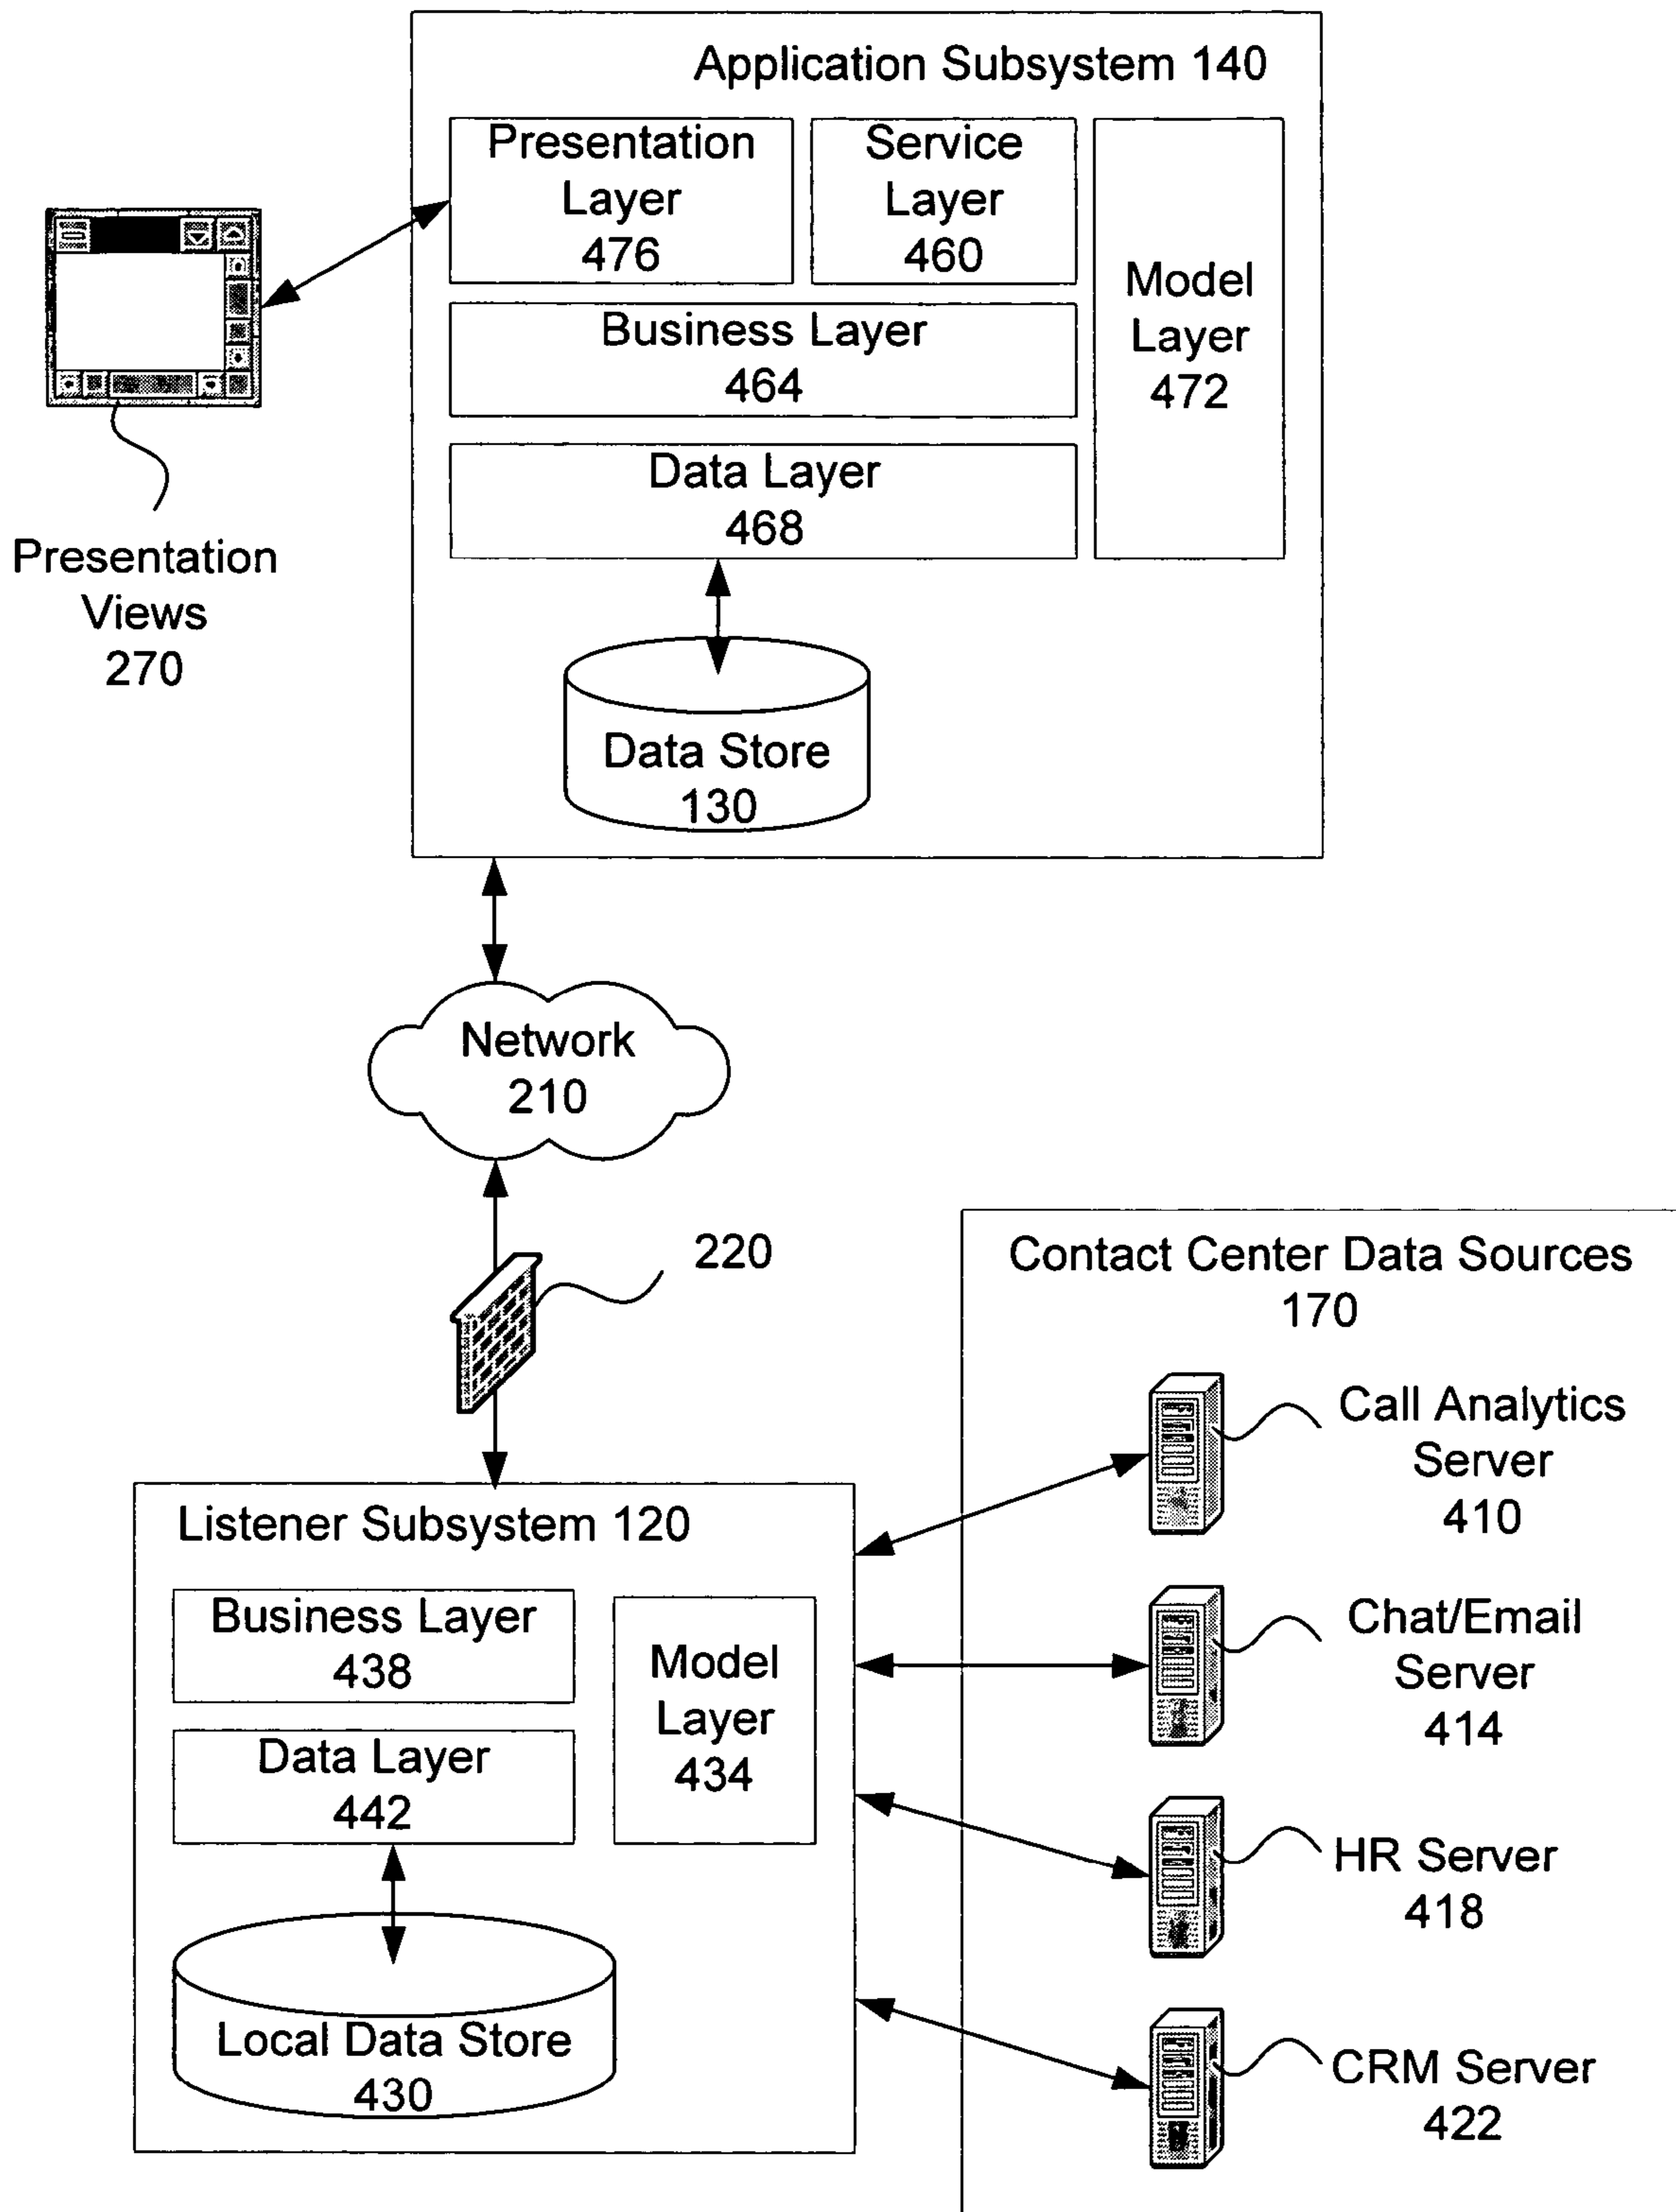 Application Subsystem 140
Presentation
Layer
476
Service
Layer
460
Model
Layer
472
Business Layer
464
Data Layer
468
Data Store
130
Presentation
Views
270
Network
210
220
Contact Center Data Sources
170
Call Analytics
Server
410
Chat/Email
Server
414
HR Server
418
CRM Server
422
Listener Subsystem 120
Business Layer
438
Model
Layer
434
Data Layer
442
Local Data Store
430